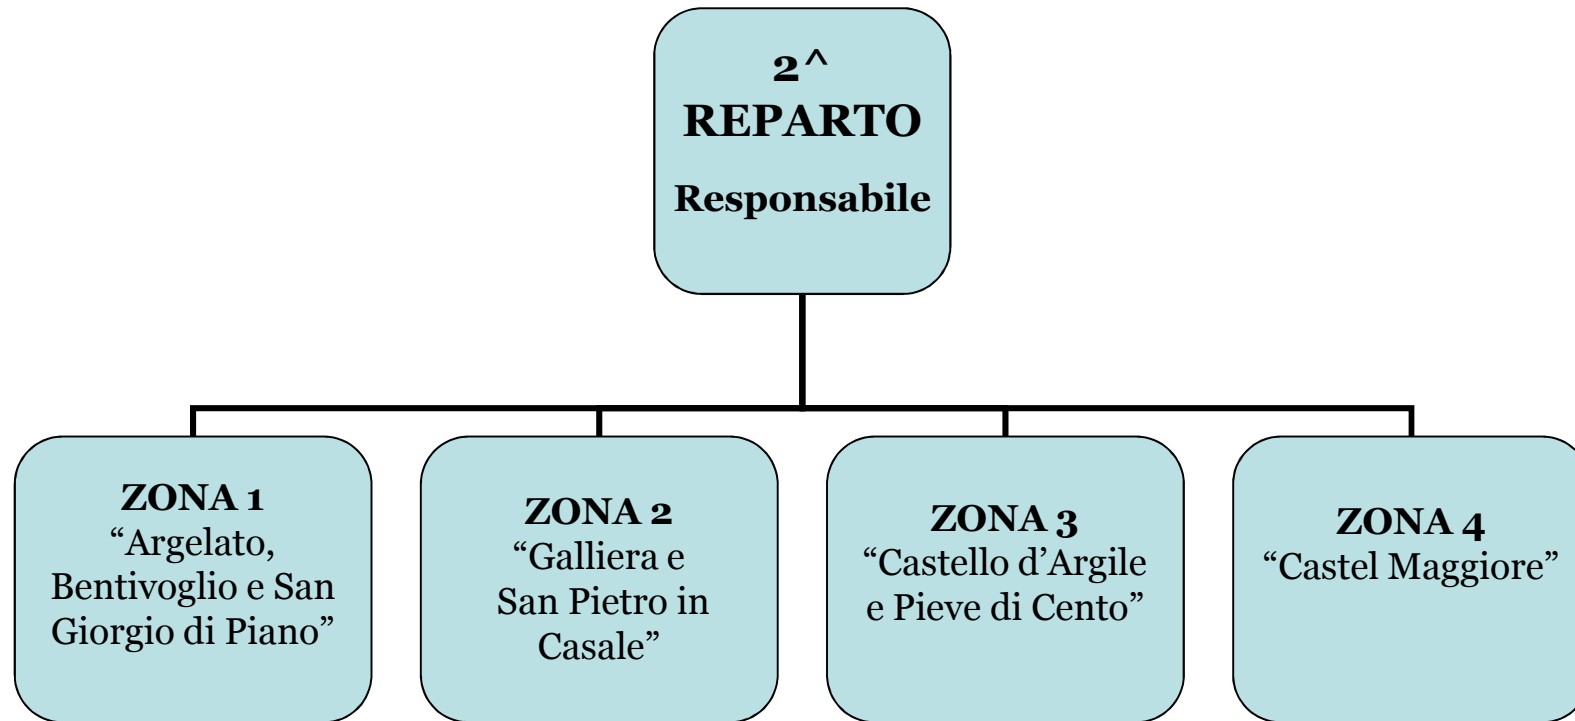 2^
REPARTO
Responsabile
ZONA 1
“Argelato,
Bentivoglio e San
Giorgio di Piano”
ZONA 2
“Galliera e
San Pietro in
Casale”
ZONA 3
“Castello d’Argile
e Pieve di Cento”
ZONA 4
“Castel Maggiore”